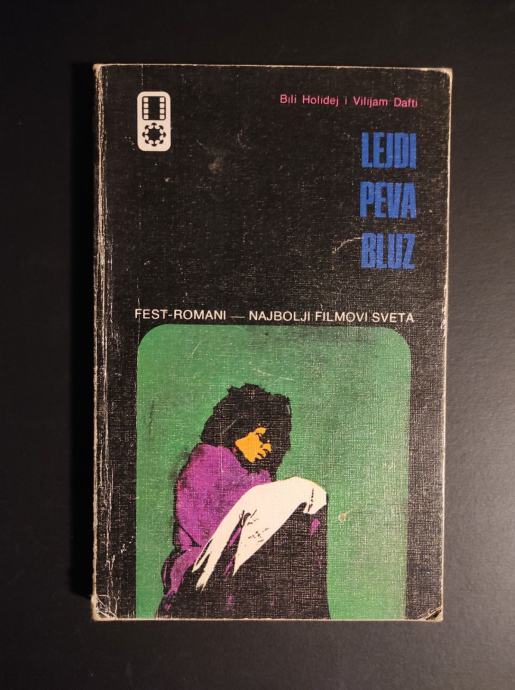 Bili Holidej i Vilijam Dafti
LEJDI
PEVA
BLUZ
FEST-ROMANI — NAJBOLJI FILMOVI SVETA